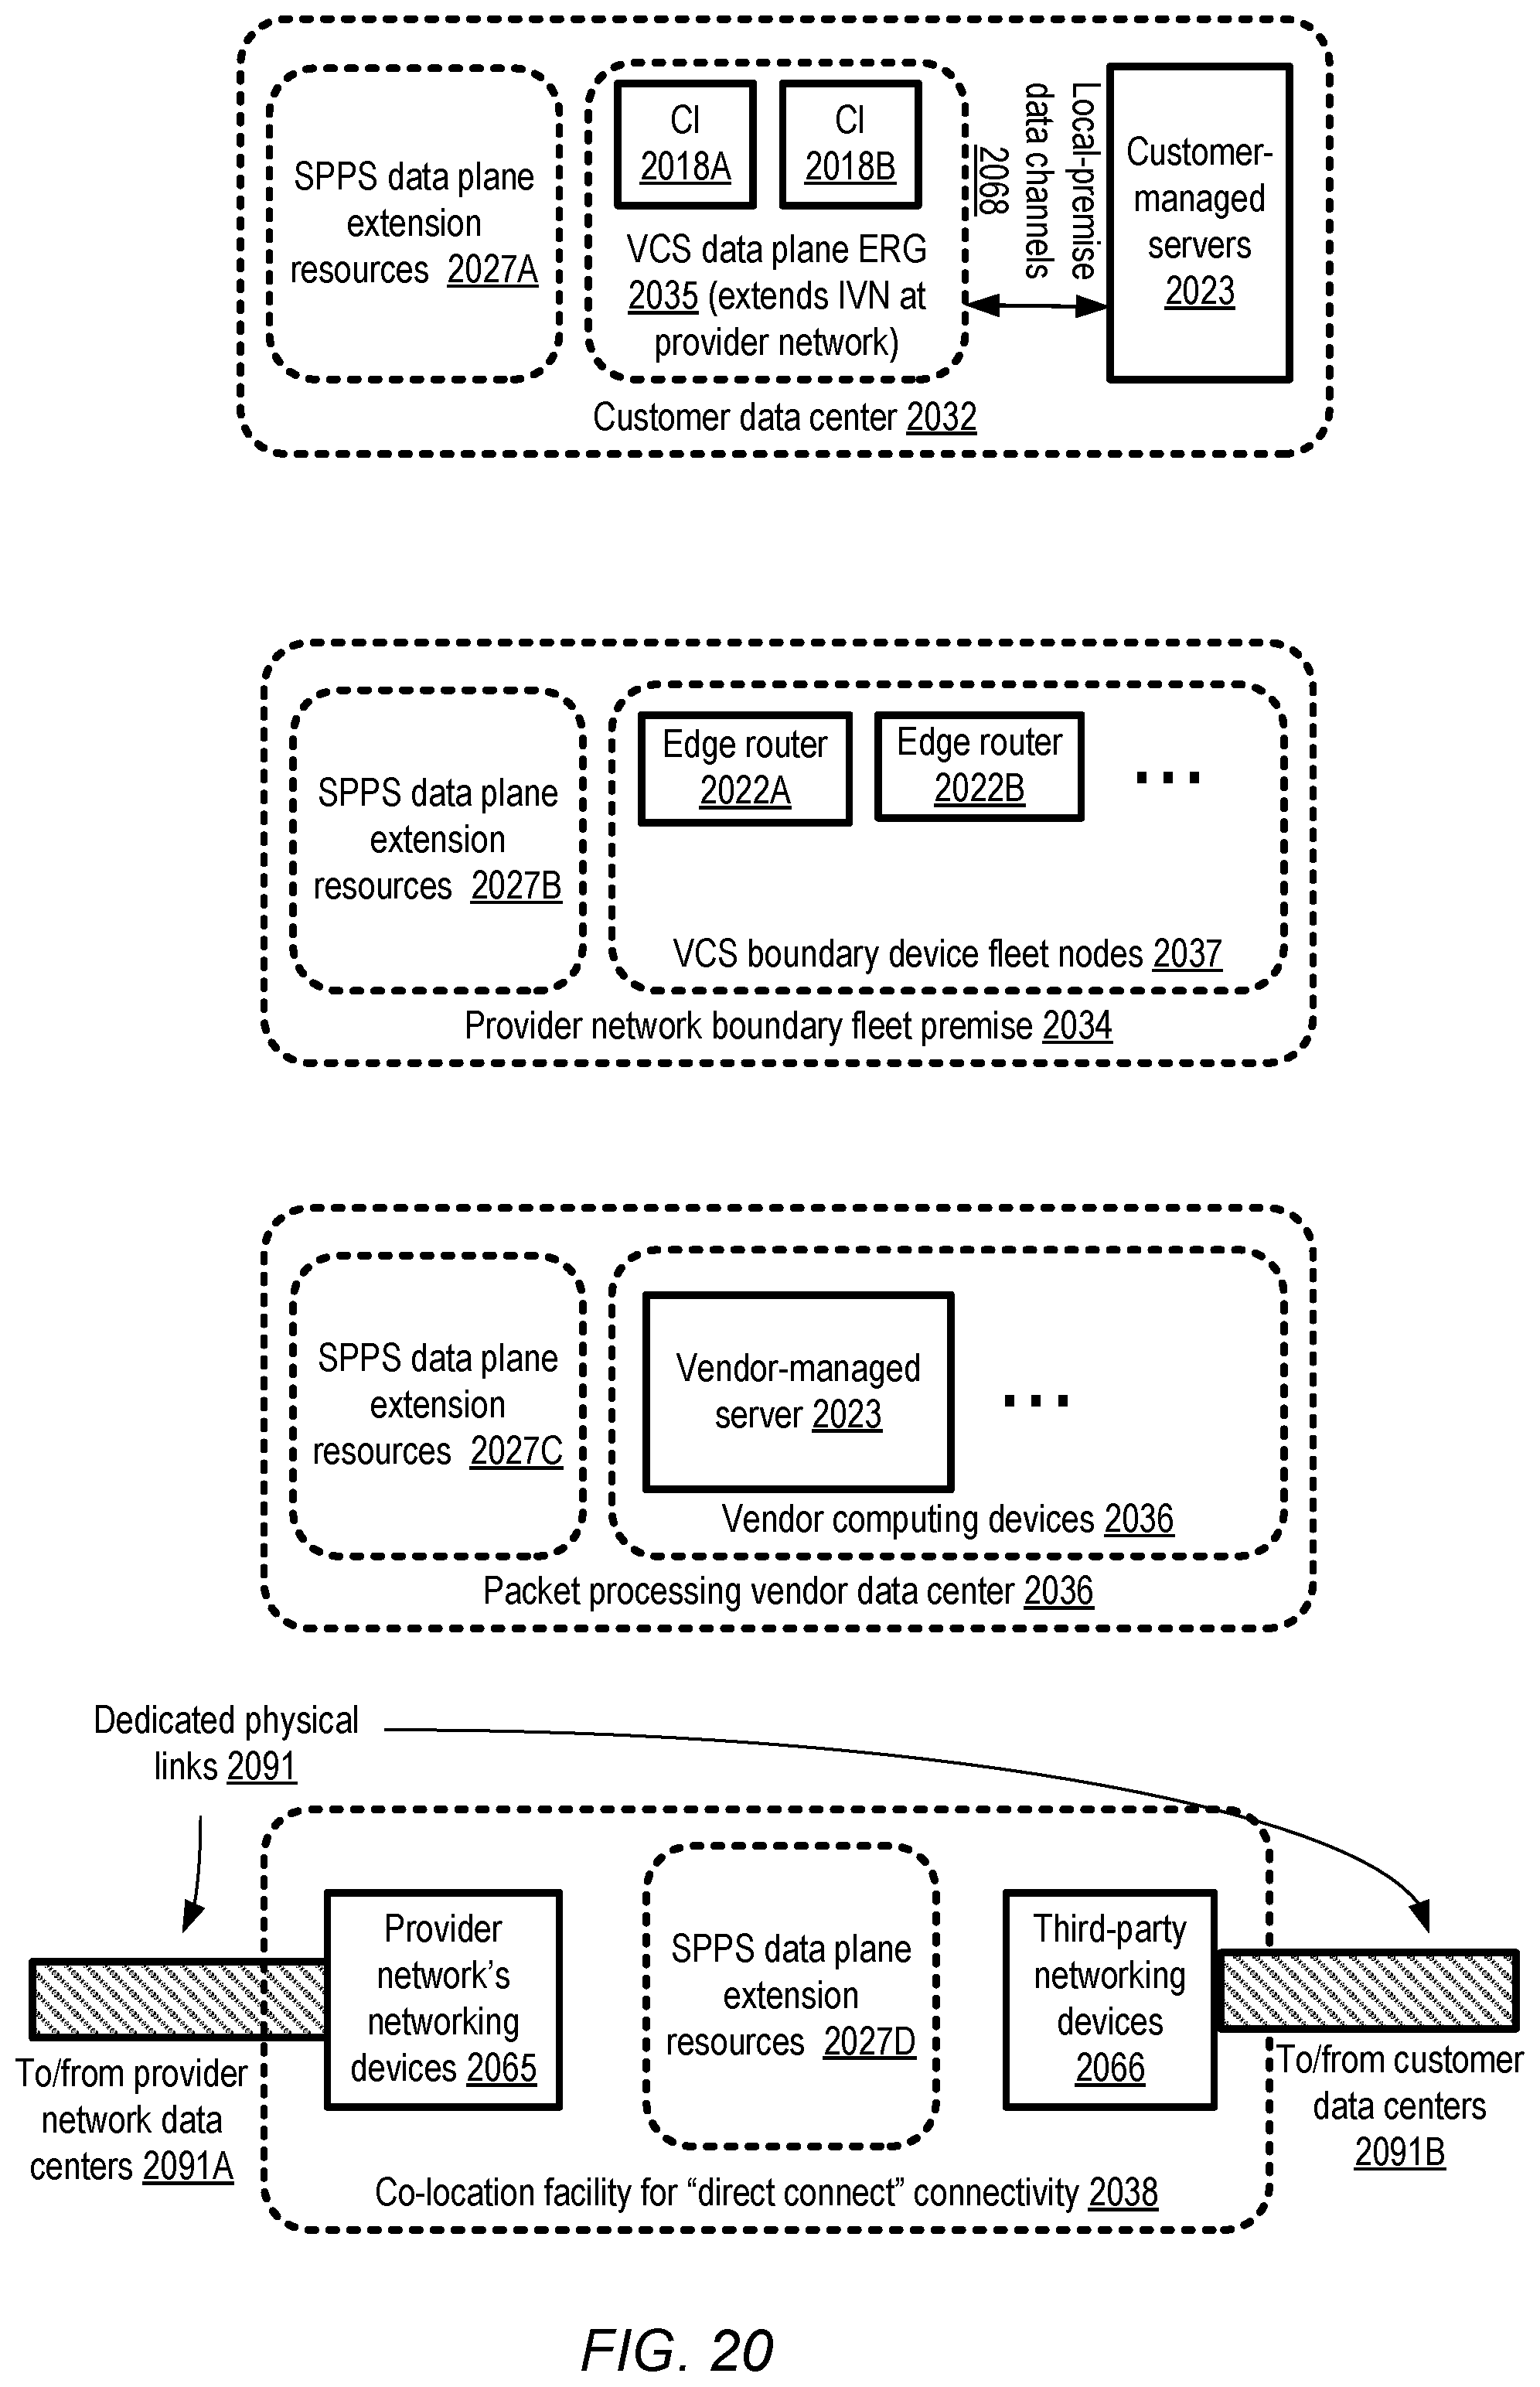 SPPS data plane
extension
resources 2027A
CI
2018A
CI
2018B
VCS data plane ERG
2035 (extends IVN at
provider network)
Local-premise
data channels
2068
Customer-
managed
servers
2023
Customer data center 2032
SPPS data plane
extension
resources 2027B
Edge router
2022A
Edge router
2022B
...
VCS boundary device fleet nodes 2037
Provider network boundary fleet premise 2034
SPPS data plane
extension
resources 2027C
Vendor-managed
server 2023
...
Vendor computing devices 2036
Packet processing vendor data center 2036
Dedicated physical
links 2091
Provider
network’s
networking
devices 2065
SPPS data plane
extension
resources 2027D
Third-party
networking
devices
2066
To/from provider
network data
centers 2091A
To/from customer
data centers
2091B
Co-location facility for “direct connect” connectivity 2038
FIG. 20